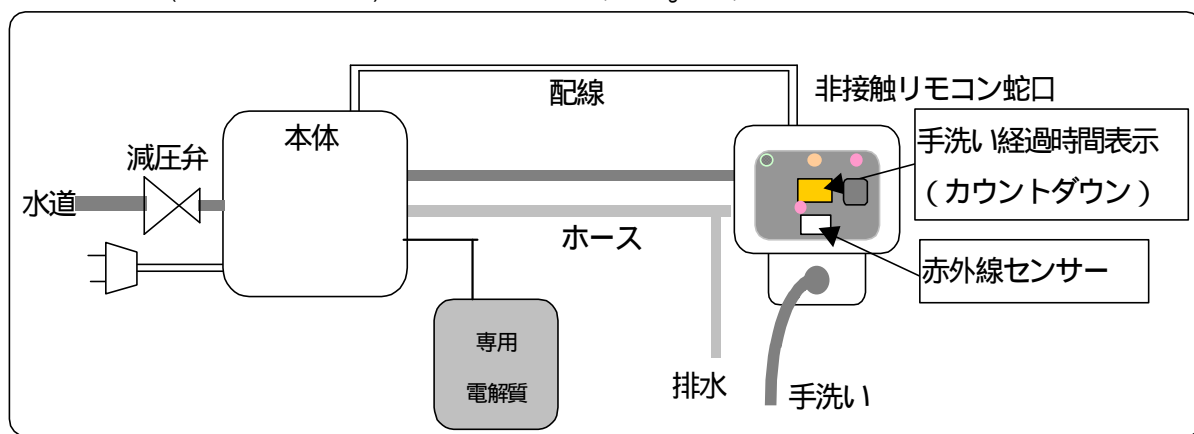 配線
非接触リモコン蛇口
本体
手洗い経過時間表示
(カウントダウン)
減圧弁
水道
ホース
赤外線センサー
専用
電解質
排水
手洗い